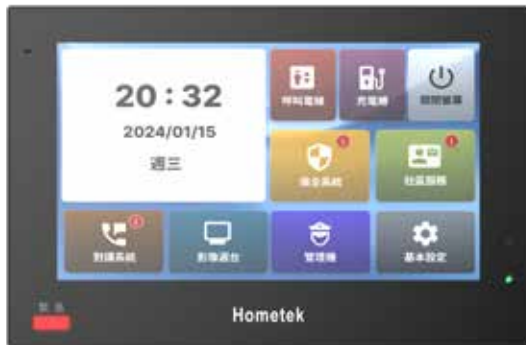 20 : 32
2024/01/15
週三
呼叫電梯
充電樁
關閉螢幕
保全系統
社區服務
對講系統
影像監台
管理機
基本設定
緊急
Hometek